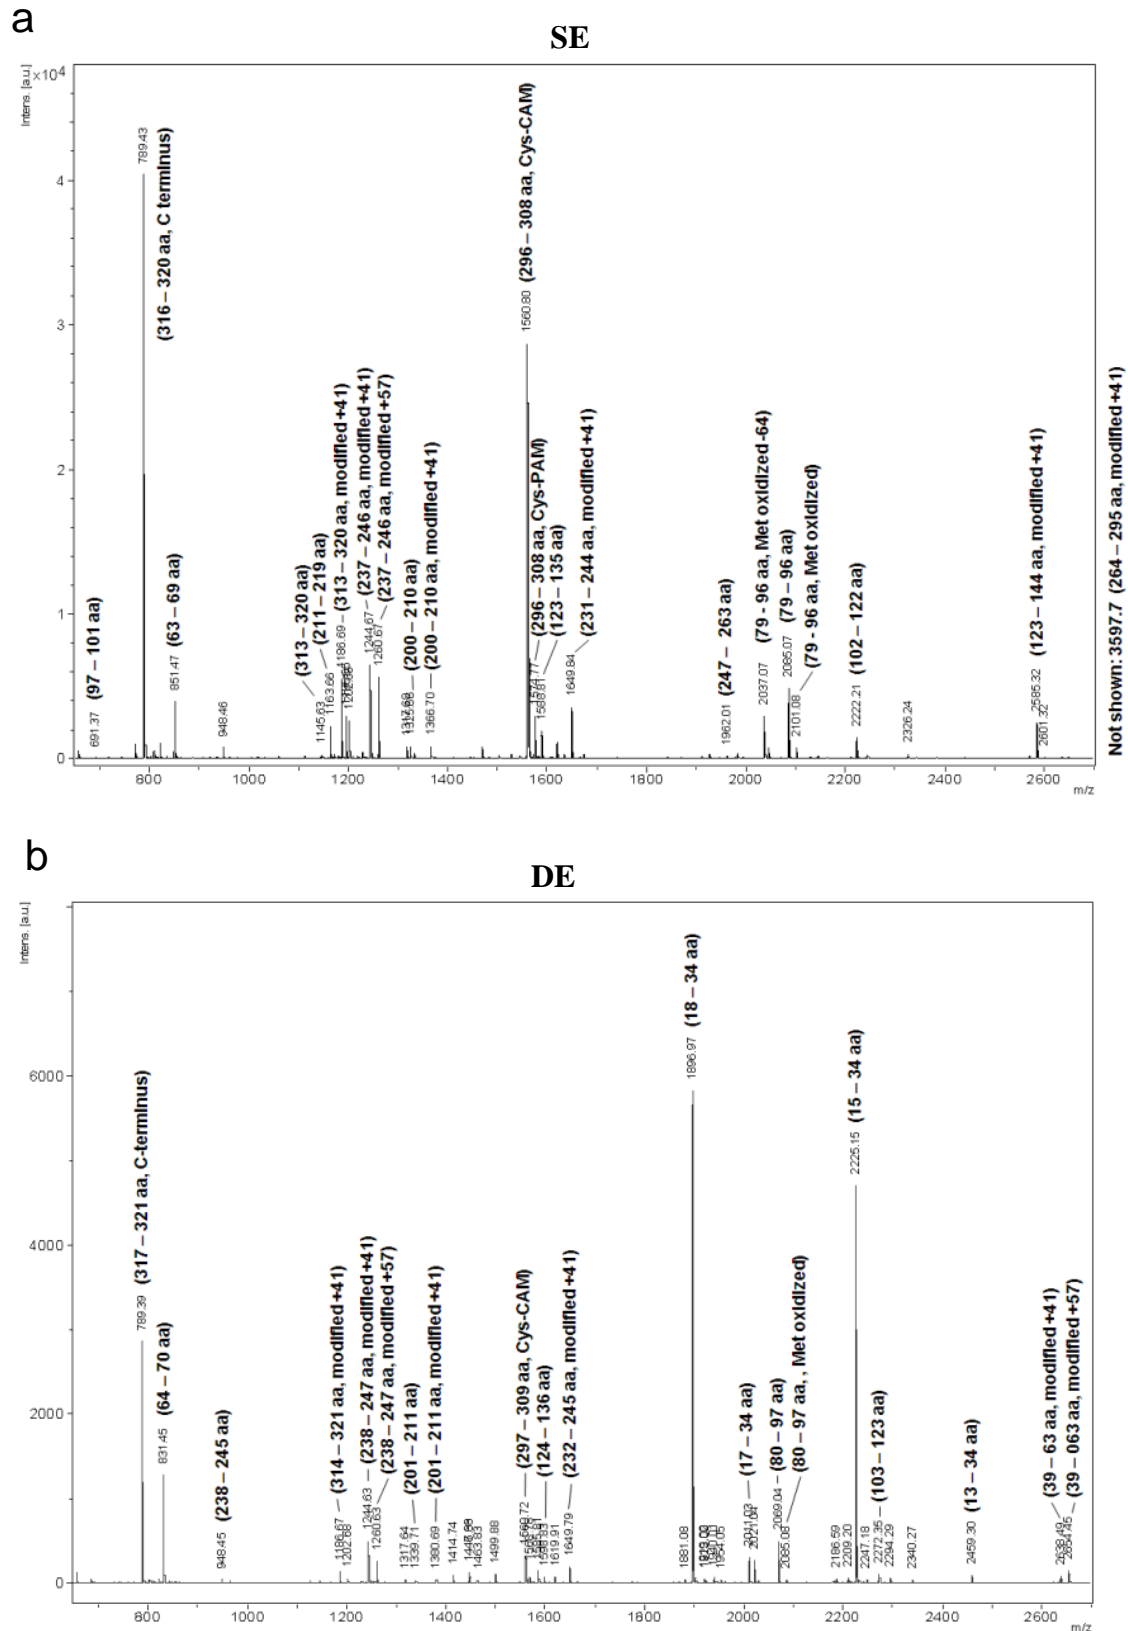 a
SE
Intens. [a.u.]
×10⁴
4
3
2
1
0
800
1000
1200
1400
1600
1800
2000
2200
2400
2600
m/z
691.37 (97 – 101 aa)
789.43
(316 – 320 aa, C terminus)
851.47 (63 – 69 aa)
948.46
1145.63
(313 – 320 aa)
1163.66
(211 – 219 aa)
1186.69 (313 – 320 aa, modified +41)
1244.67 (237 – 246 aa, modified +41)
1260.67 (237 – 246 aa, modified +57)
(200 – 210 aa)
1366.70 (200 – 210 aa, modified +41)
1560.80 (296 – 308 aa, Cys-CAM)
1574.77
(296 – 308 aa, Cys-PAM)
1588.81
(123 – 135 aa)
1649.84
(231 – 244 aa, modified +41)
1962.01 (247 – 263 aa)
2037.07 (79 - 96 aa, Met oxidized -64)
2085.07 (79 – 96 aa)
2101.08 (79 - 96 aa, Met oxidized)
2222.21 (102 – 122 aa)
2326.24
2585.32 (123 – 144 aa, modified +41)
2601.32
Not shown: 3597.7 (264 – 295 aa, modified +41)
b
DE
Intens. [a.u.]
6000
4000
2000
0
800
1000
1200
1400
1600
1800
2000
2200
2400
2600
m/z
789.39 (317 – 321 aa, C-terminus)
831.45 (64 – 70 aa)
948.45 (238 – 245 aa)
1186.67 (314 – 321 aa, modified +41)
1202.68
1244.63 (238 – 247 aa, modified +41)
1260.63 (238 – 247 aa, modified +57)
1317.64
1339.71 (201 – 211 aa)
1380.69 (201 – 211 aa, modified +41)
1414.74
1463.83
1499.88
1560.72 (297 – 309 aa, Cys-CAM)
(124 – 136 aa)
1619.91
1649.79 (232 – 245 aa, modified +41)
1881.08
1896.97 (18 – 34 aa)
1954.05
2011.03 (17 – 34 aa)
2021.04
2069.04 (80 – 97 aa)
2085.06 (80 – 97 aa, , Met oxidized)
2186.59
2209.20
2225.15 (15 – 34 aa)
2247.18
2272.35 (103 – 123 aa)
2294.29
2340.27
2459.30 (13 – 34 aa)
2638.49 (39 – 63 aa, modified +41)
2654.45 (39 – 063 aa, modified +57)